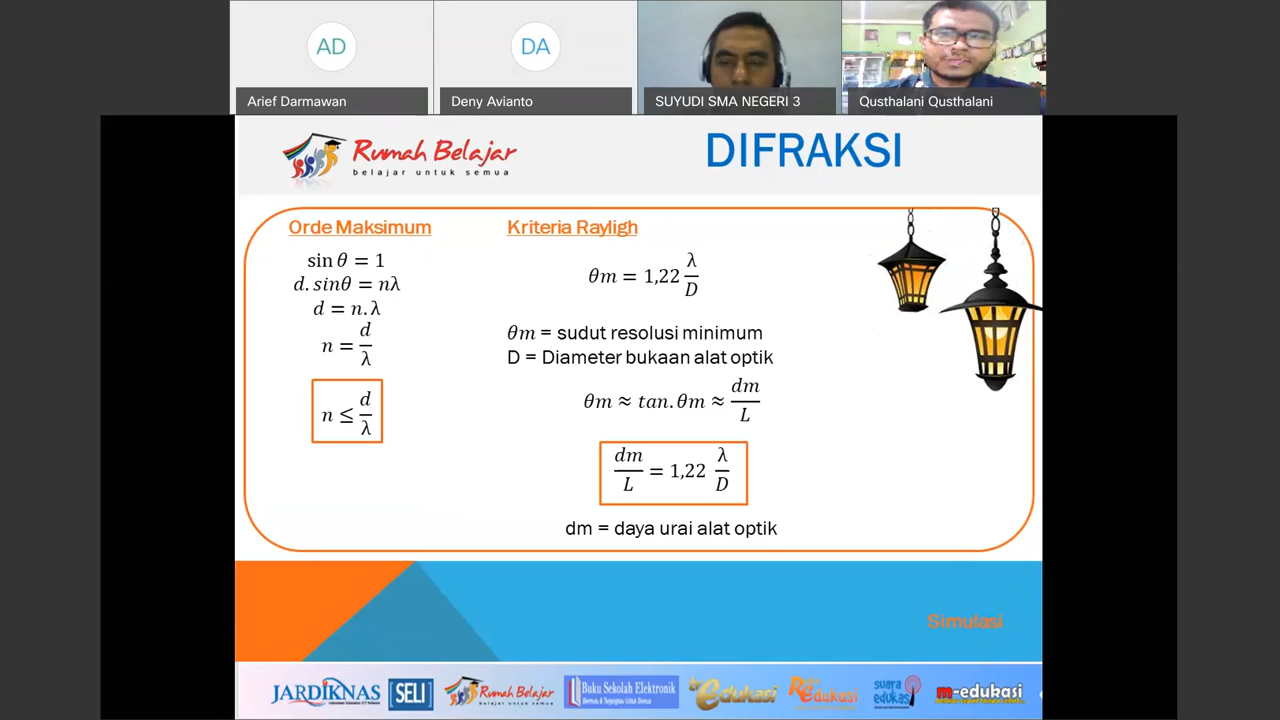 AD
DA
Arief Darmawan
Deny Avianto
SUYUDI SMA NEGERI 3
Qusthalani Qusthalani
Rumah Belajar
belajar untuk semua
DIFRAKSI
Orde Maksimum
sin θ = 1
d. sinθ = nλ
d = n. λ
n = d/λ
n ≤ d/λ
Kriteria Rayligh
θm = 1,22 λ/D
θm = sudut resolusi minimum
D = Diameter bukaan alat optik
θm ≈ tan. θm ≈ dm/L
dm/L = 1,22 λ/D
dm = daya urai alat optik
Simulasi
JARDIKNAS
SELI
Rumah Belajar
Buku Sekolah Elektronik
Edukasi
Edukasi
suara
edukasi
m-edukasi